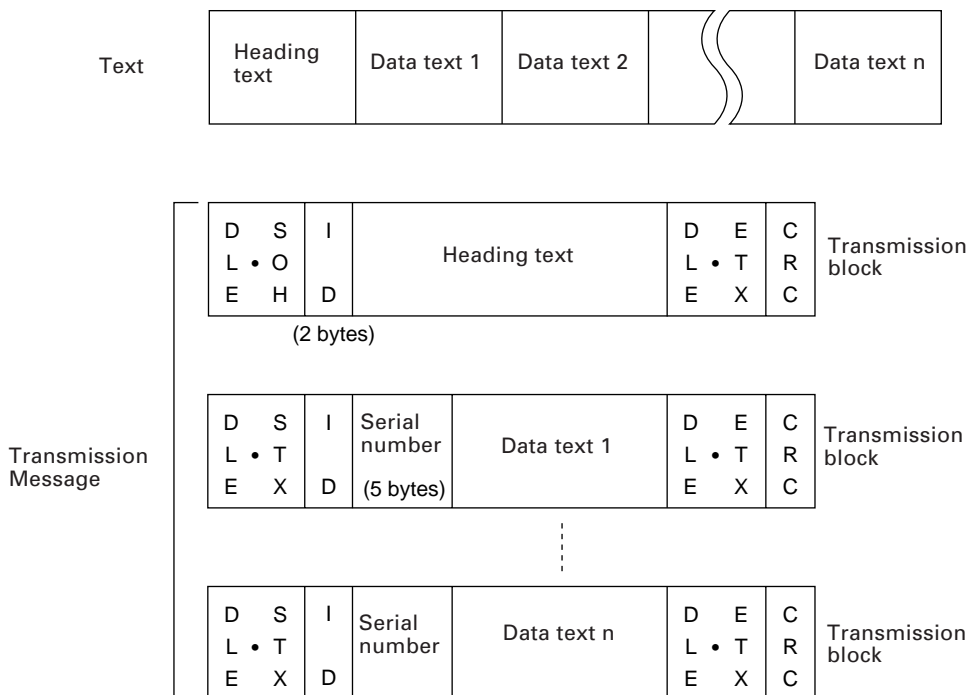 Text
Heading
text
Data text 1
Data text 2
Data text n
D S
L • O
E H
I
D
Heading text
D E
L • T
E X
C
R
C
Transmission
block
(2 bytes)
Transmission
Message
D S
L • T
E X
I
D
Serial
number
(5 bytes)
Data text 1
D E
L • T
E X
C
R
C
Transmission
block
D S
L • T
E X
I
D
Serial
number
Data text n
D E
L • T
E X
C
R
C
Transmission
block